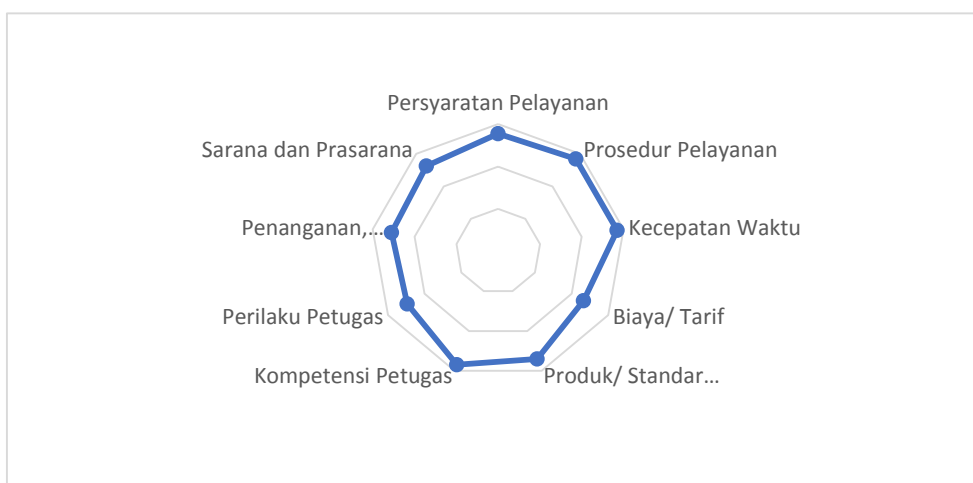 Persyaratan Pelayanan
Prosedur Pelayanan
Kecepatan Waktu
Biaya/ Tarif
Produk/ Standar...
Kompetensi Petugas
Perilaku Petugas
Penanganan,...
Sarana dan Prasarana